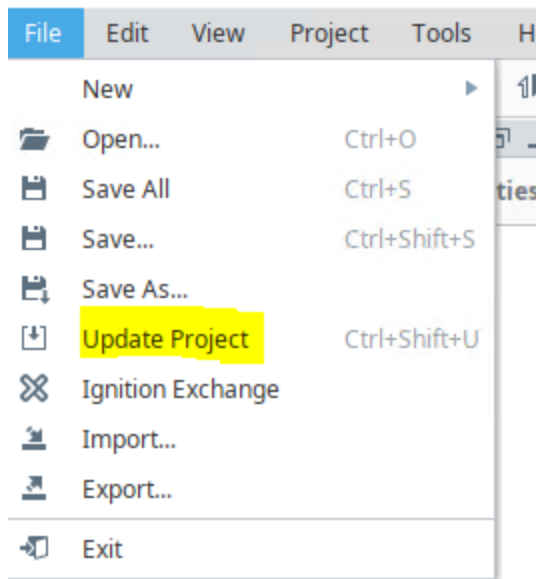 File Edit View Project Tools H
New
Open... Ctrl+O
Save All Ctrl+S
ties
Save... Ctrl+Shift+S
Save As...
Update Project Ctrl+Shift+U
Ignition Exchange
Import...
Export...
Exit